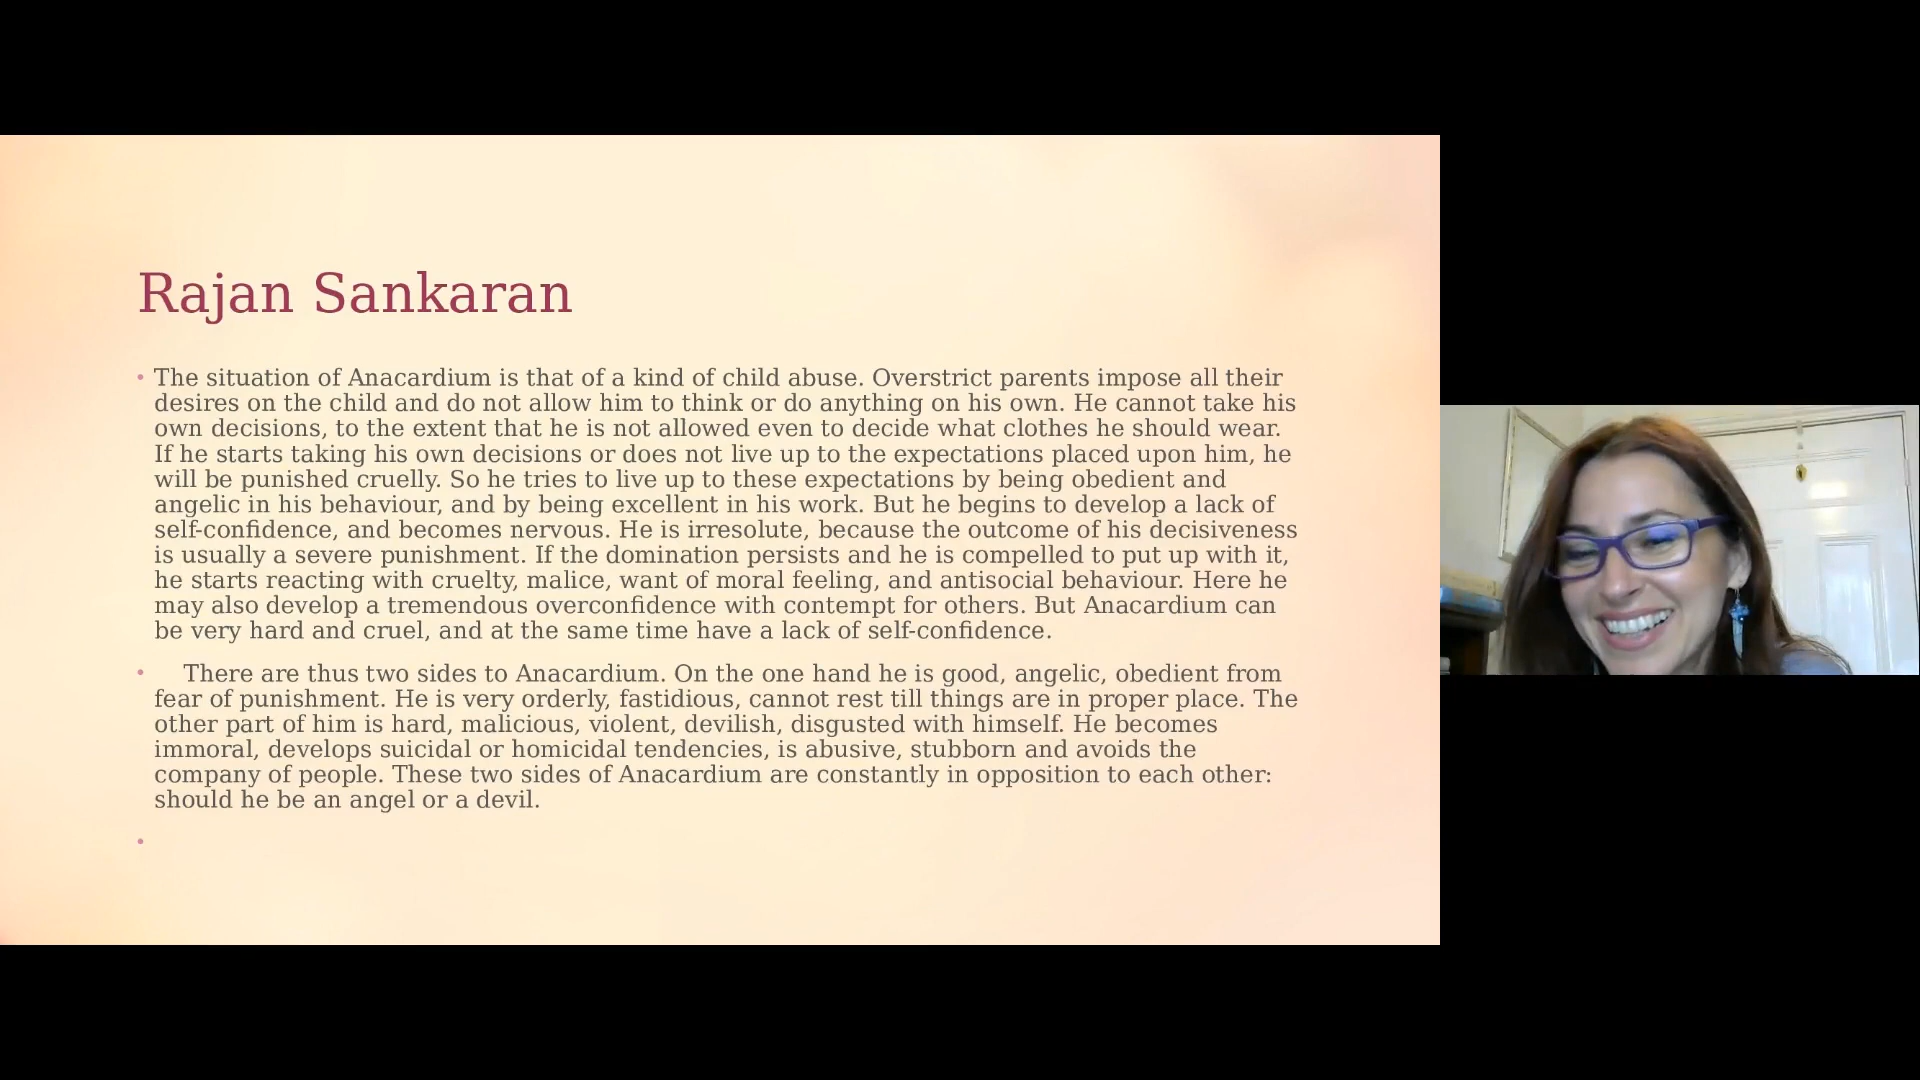 Rajan Sankaran
• The situation of Anacardium is that of a kind of child abuse. Overstrict parents impose all their
desires on the child and do not allow him to think or do anything on his own. He cannot take his
own decisions, to the extent that he is not allowed even to decide what clothes he should wear.
If he starts taking his own decisions or does not live up to the expectations placed upon him, he
will be punished cruelly. So he tries to live up to these expectations by being obedient and
angelic in his behaviour, and by being excellent in his work. But he begins to develop a lack of
self-confidence, and becomes nervous. He is irresolute, because the outcome of his decisiveness
is usually a severe punishment. If the domination persists and he is compelled to put up with it,
he starts reacting with cruelty, malice, want of moral feeling, and antisocial behaviour. Here he
may also develop a tremendous overconfidence with contempt for others. But Anacardium can
be very hard and cruel, and at the same time have a lack of self-confidence.
• There are thus two sides to Anacardium. On the one hand he is good, angelic, obedient from
fear of punishment. He is very orderly, fastidious, cannot rest till things are in proper place. The
other part of him is hard, malicious, violent, devilish, disgusted with himself. He becomes
immoral, develops suicidal or homicidal tendencies, is abusive, stubborn and avoids the
company of people. These two sides of Anacardium are constantly in opposition to each other:
should he be an angel or a devil.
•